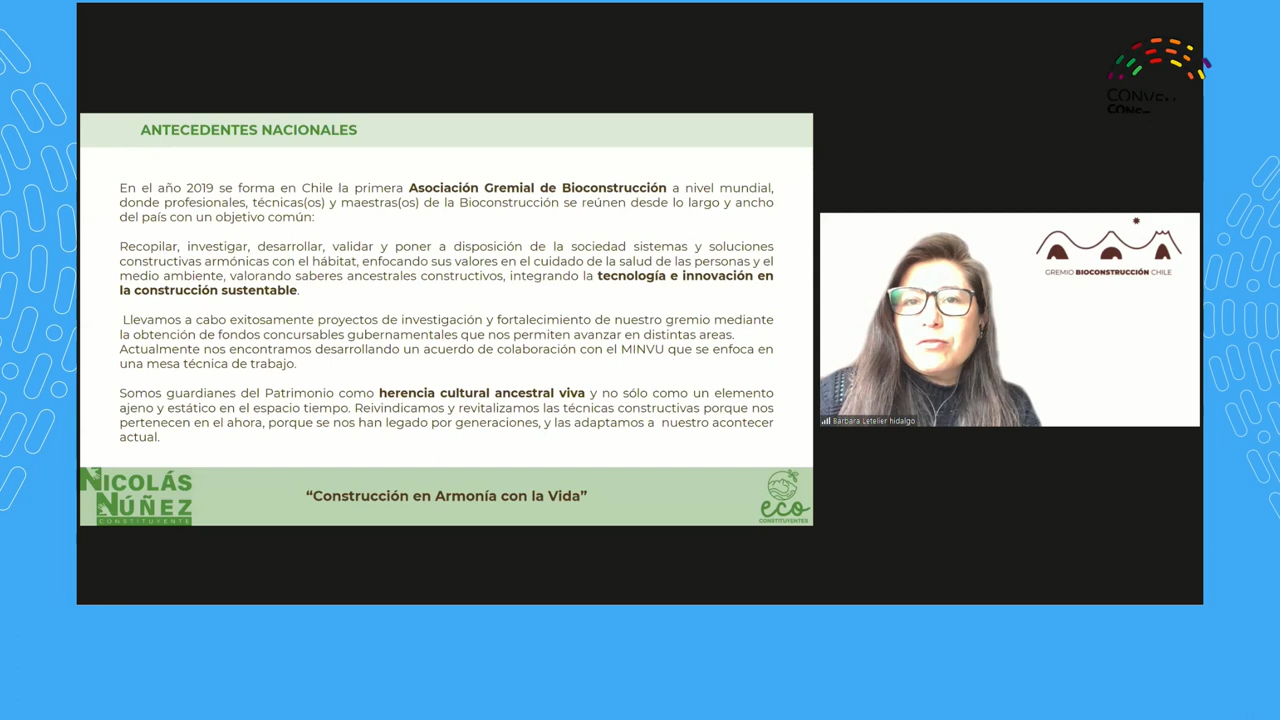 ANTECEDENTES NACIONALES
En el año 2019 se forma en Chile la primera Asociación Gremial de Bioconstrucción a nivel mundial,
donde profesionales, técnicas(os) y maestras(os) de la Bioconstrucción se reúnen desde lo largo y ancho
del país con un objetivo común:
Recopilar, investigar, desarrollar, validar y poner a disposición de la sociedad sistemas y soluciones
constructivas armónicas con el hábitat, enfocando sus valores en el cuidado de la salud de las personas y el
medio ambiente, valorando saberes ancestrales constructivos, integrando la tecnología e innovación en
la construcción sustentable.
Llevamos a cabo exitosamente proyectos de investigación y fortalecimiento de nuestro gremio mediante
la obtención de fondos concursables gubernamentales que nos permiten avanzar en distintas areas.
Actualmente nos encontramos desarrollando un acuerdo de colaboración con el MINVU que se enfoca en
una mesa técnica de trabajo.
Somos guardianes del Patrimonio como herencia cultural ancestral viva y no sólo como un elemento
ajeno y estático en el espacio tiempo. Reivindicamos y revitalizamos las técnicas constructivas porque nos
pertenecen en el ahora, porque se nos han legado por generaciones, y las adaptamos a nuestro acontecer
actual.
NICOLÁS
NÚÑEZ
CONSTITUYENTE
“Construcción en Armonía con la Vida”
eco
CONSTITUYENTES
GREMIO BIOCONSTRUCCIÓN CHILE
Bárbara Letelier hidalgo